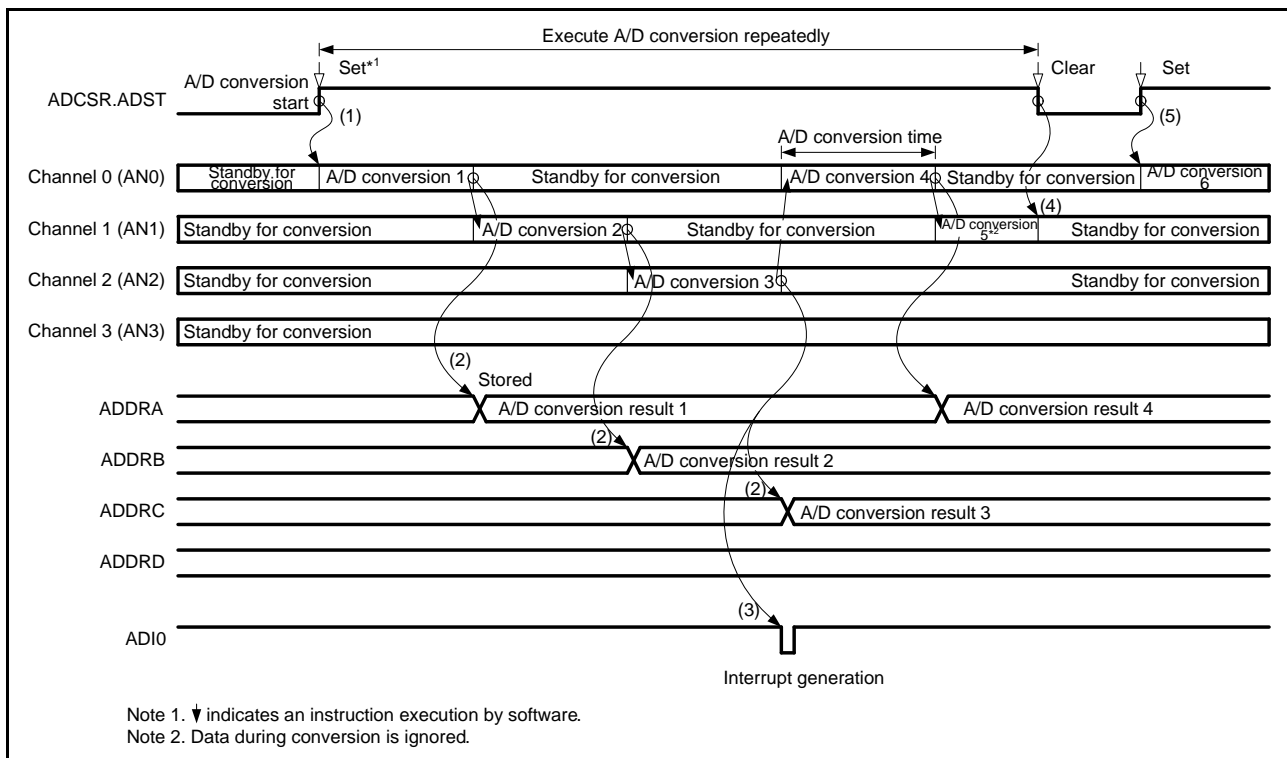 Execute A/D conversion repeatedly
Set*1
Clear
Set
A/D conversion
start
ADCSR.ADST
(1)
(5)
A/D conversion time
Channel 0 (AN0)
Standby for
conversion
A/D conversion 1
Standby for conversion
A/D conversion 4
Standby for conversion
A/D conversion
6
(4)
Channel 1 (AN1)
Standby for conversion
A/D conversion 2
Standby for conversion
A/D conversion
5*2
Standby for conversion
Channel 2 (AN2)
Standby for conversion
A/D conversion 3
Standby for conversion
Channel 3 (AN3)
Standby for conversion
(2)
Stored
ADDRA
A/D conversion result 1
A/D conversion result 4
(2)
ADDRB
A/D conversion result 2
(2)
ADDRC
A/D conversion result 3
ADDRD
(3)
ADI0
Interrupt generation
Note 1. indicates an instruction execution by software.
Note 2. Data during conversion is ignored.